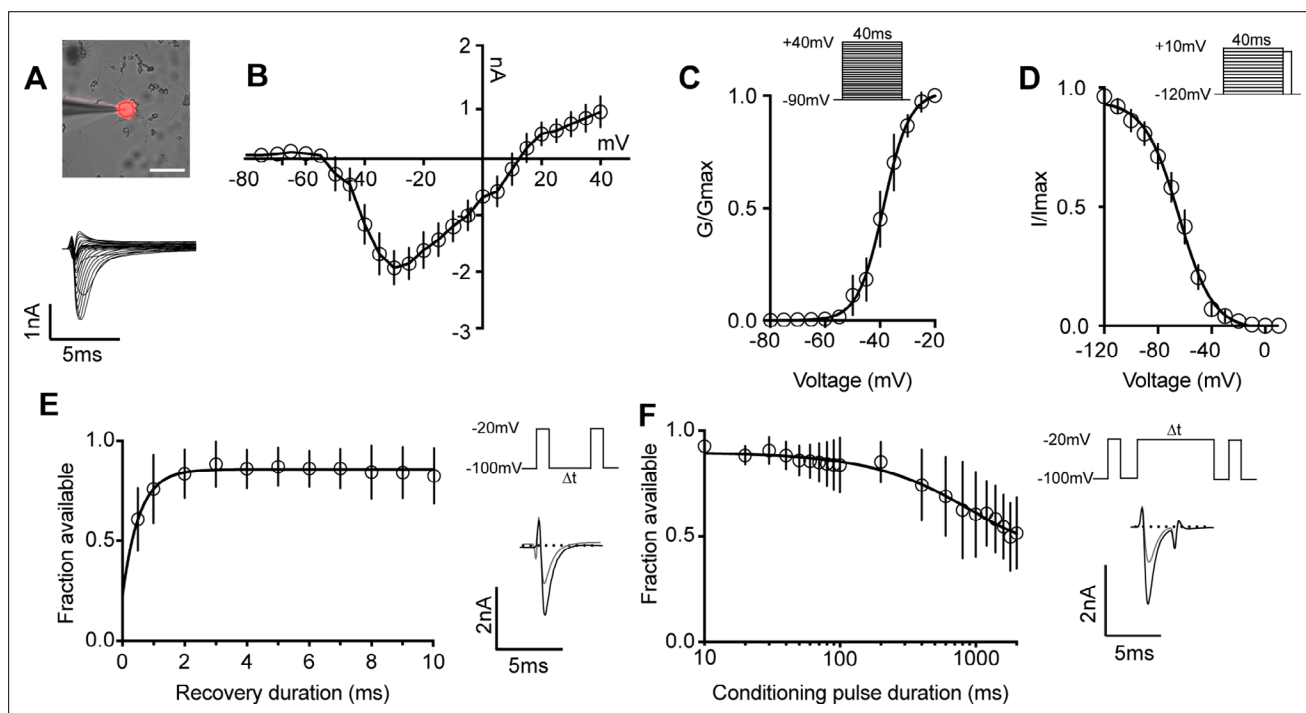 A
1nA
5ms
B
2
nA
1
mV
-80
-60
-40
-20
20
40
-1
-2
-3
C
+40mV
40ms
-90mV
1.0
0.5
0.0
G/Gmax
-80
-60
-40
-20
Voltage (mV)
D
+10mV
40ms
-120mV
1.0
0.5
0.0
I/Imax
-120
-80
-40
0
Voltage (mV)
E
1.0
0.5
0.0
Fraction available
0
2
4
6
8
10
Recovery duration (ms)
-20mV
-100mV
Δt
2nA
5ms
F
1.0
0.5
0.0
Fraction available
10
100
1000
Conditioning pulse duration (ms)
Δt
-20mV
-100mV
2nA
5ms